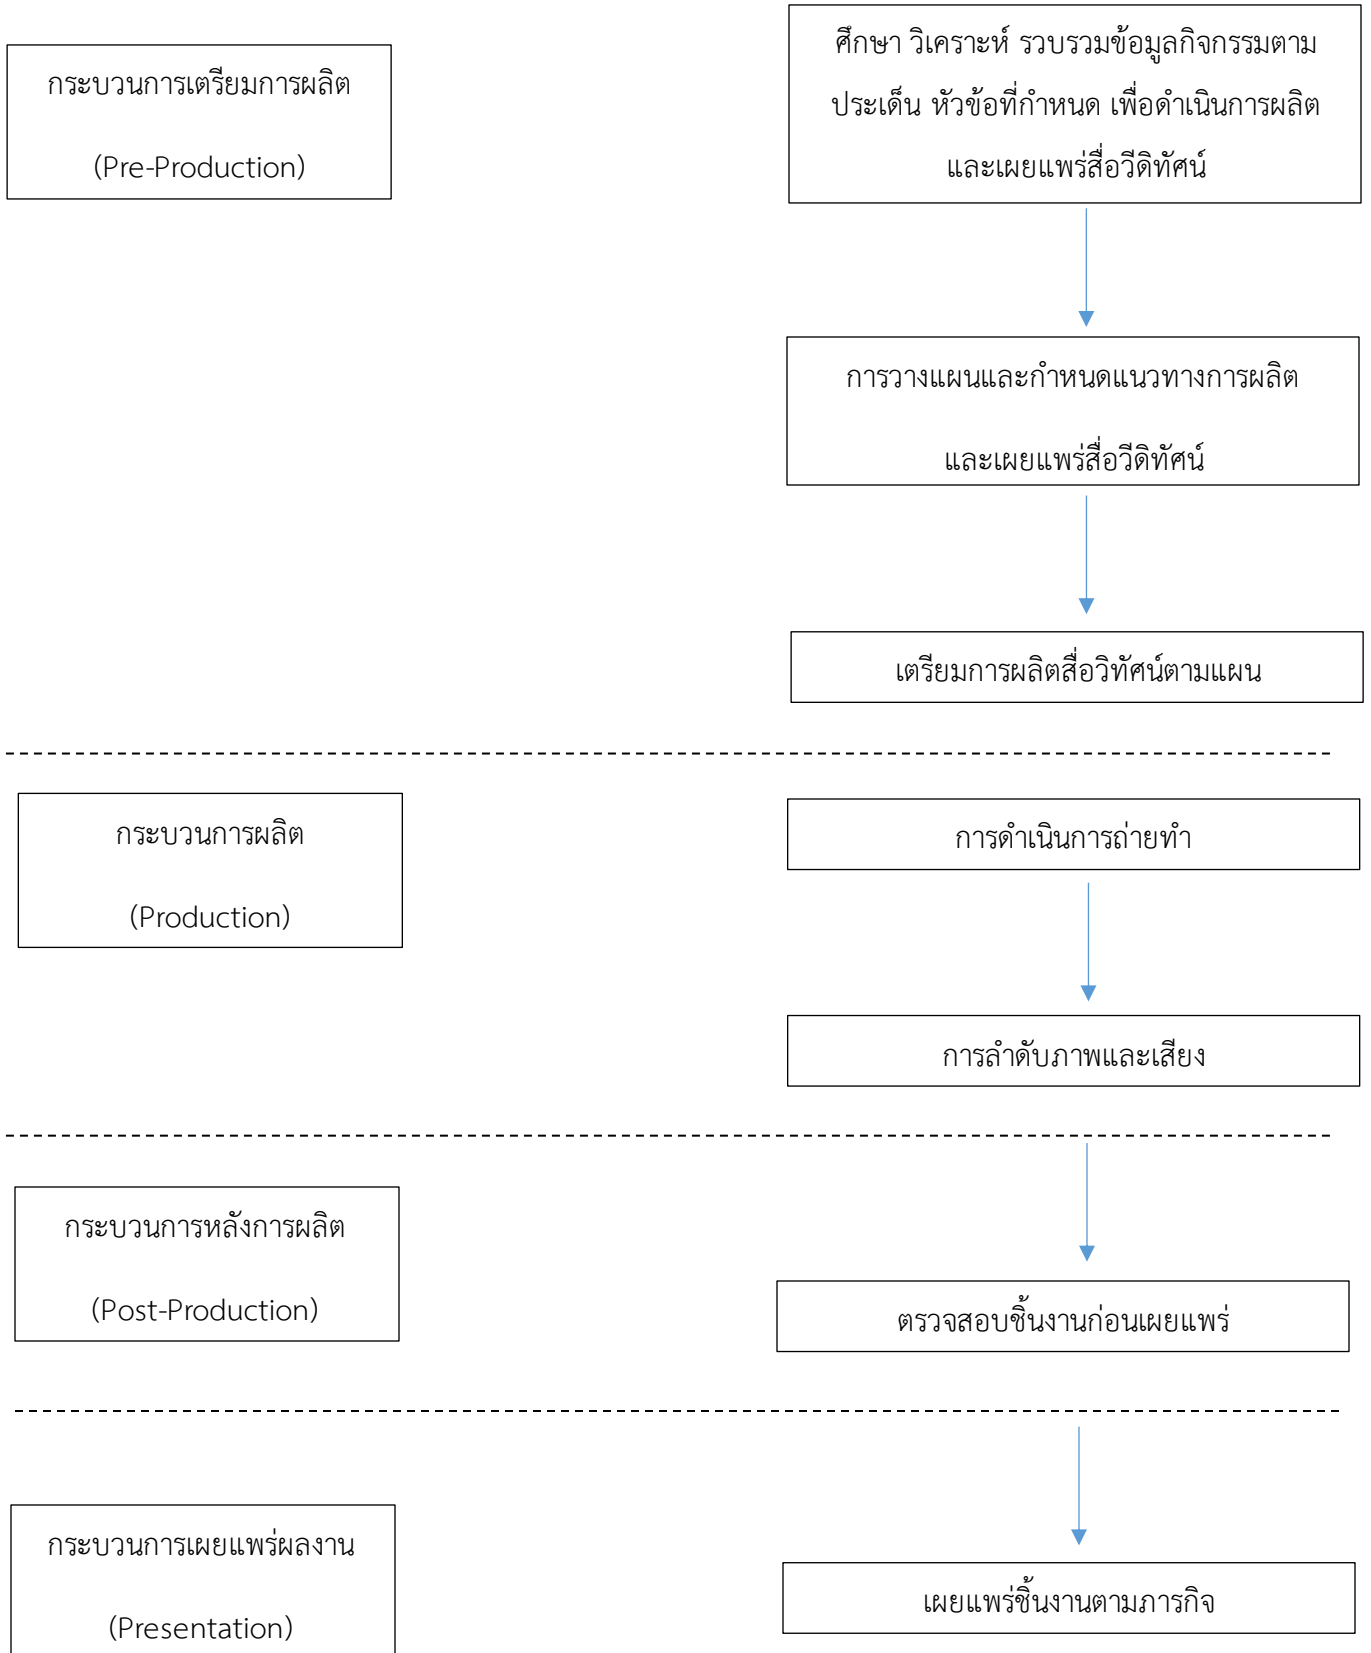 กระบวนการเตรียมการผลิต
(Pre-Production)
ศึกษา วิเคราะห์ รวบรวมข้อมูลกิจกรรมตาม
ประเด็น หัวข้อที่กำหนด เพื่อดำเนินการผลิต
และเผยแพร่สื่อวีดิทัศน์
การวางแผนและกำหนดแนวทางการผลิต
และเผยแพร่สื่อวีดิทัศน์
เตรียมการผลิตสื่อวิทัศน์ตามแผน
กระบวนการผลิต
(Production)
การดำเนินการถ่ายทำ
การลำดับภาพและเสียง
กระบวนการหลังการผลิต
(Post-Production)
ตรวจสอบชิ้นงานก่อนเผยแพร่
กระบวนการเผยแพร่ผลงาน
(Presentation)
เผยแพร่ชิ้นงานตามภารกิจ